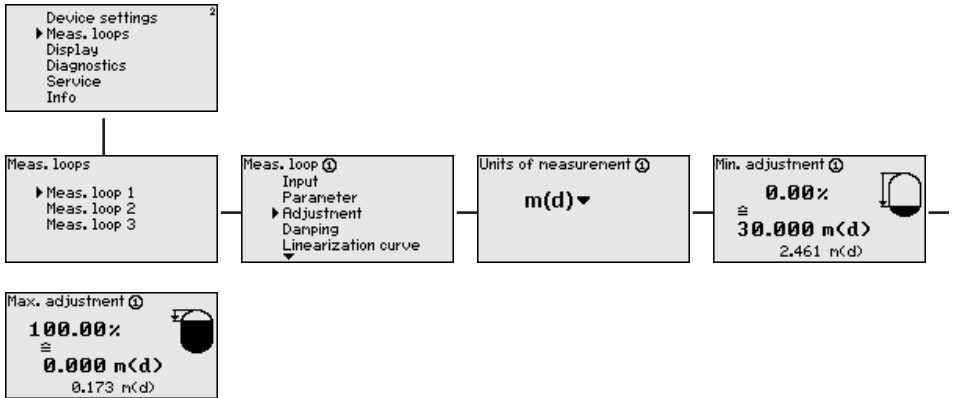 2
Device settings
Meas. loops
Display
Diagnostics
Service
Info
Meas. loops
Meas. loop 1
Meas. loop 2
Meas. loop 3
Meas. loop ①
Input
Parameter
Adjustment
Damping
Linearization curve
Units of measurement ①
m(d)
Min. adjustment ①
0.00%
≙
30.000 m(d)
2.461 m(d)
Max. adjustment ①
100.00%
≙
0.000 m(d)
0.173 m(d)